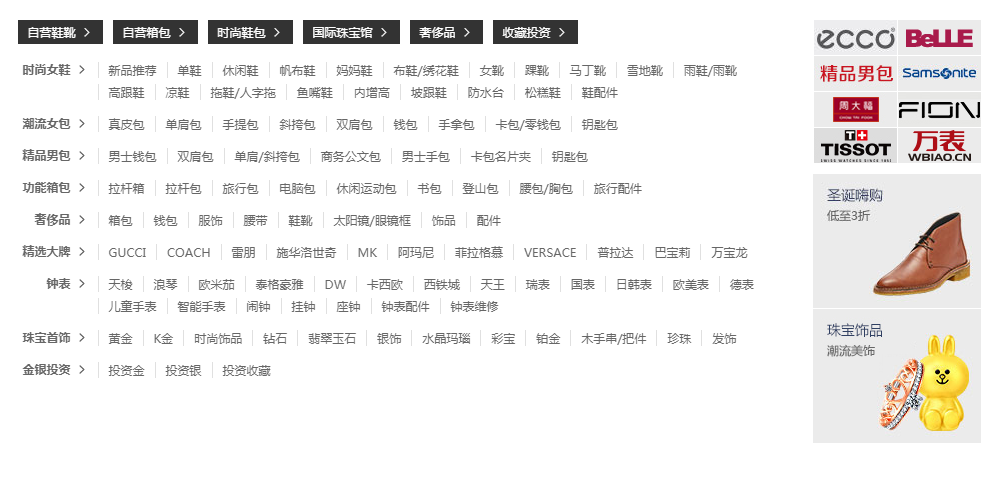 自营鞋靴 > 自营箱包 > 时尚鞋包 > 国际珠宝馆 > 奢侈品 > 收藏投资 >
时尚女鞋 > 新品推荐 单鞋 休闲鞋 帆布鞋 妈妈鞋 布鞋/绣花鞋 女靴 踝靴 马丁靴 雪地靴 雨鞋/雨靴
高跟鞋 凉鞋 拖鞋/人字拖 鱼嘴鞋 内增高 坡跟鞋 防水台 松糕鞋 鞋配件
潮流女包 > 真皮包 单肩包 手提包 斜挎包 双肩包 钱包 手拿包 卡包/零钱包 钥匙包
精品男包 > 男士钱包 双肩包 单肩/斜挎包 商务公文包 男士手包 卡包名片夹 钥匙包
功能箱包 > 拉杆箱 拉杆包 旅行包 电脑包 休闲运动包 书包 登山包 腰包/胸包 旅行配件
奢侈品 > 箱包 钱包 服饰 腰带 鞋靴 太阳镜/眼镜框 饰品 配件
精选大牌 > GUCCI COACH 雷朋 施华洛世奇 MK 阿玛尼 菲拉格慕 VERSACE 普拉达 巴宝莉 万宝龙
钟表 > 天梭 浪琴 欧米茄 泰格豪雅 DW 卡西欧 西铁城 天王 瑞表 国表 日韩表 欧美表 德表
儿童手表 智能手表 闹钟 挂钟 座钟 钟表配件 钟表维修
珠宝首饰 > 黄金 K金 时尚饰品 钻石 翡翠玉石 银饰 水晶玛瑙 彩宝 铂金 木手串/把件 珍珠 发饰
金银投资 > 投资金 投资银 投资收藏
ecco BeLLE
精品男包 Samsonite
周大福 FION
CHOW TAI FOOK
TISSOT 万表
SWISS WATCHES SINCE 1853 WBIAO.CN
圣诞嗨购
低至3折
珠宝饰品
潮流美饰